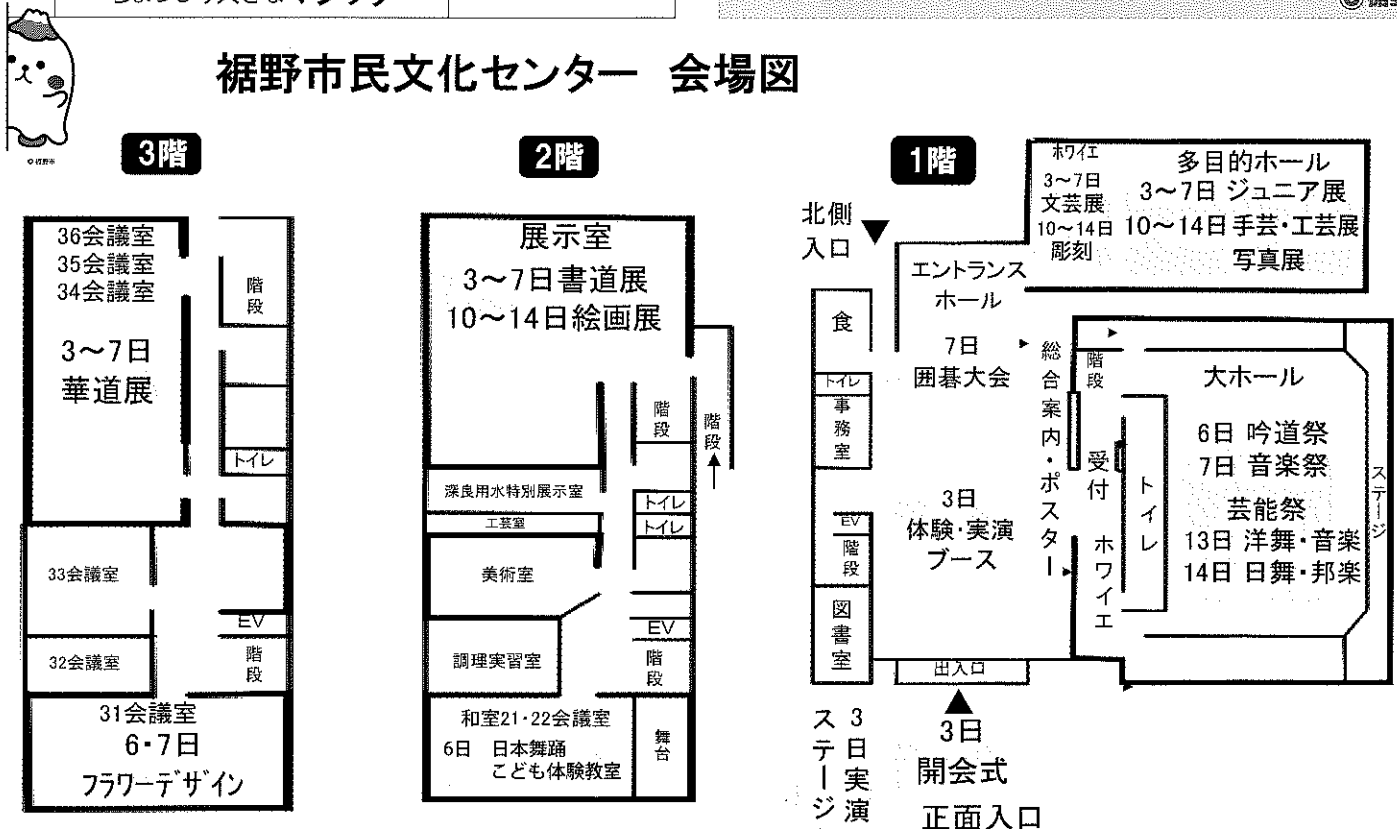 裾野市民文化センター 会場図
©裾野市
3階
36会議室
35会議室
34会議室
3～7日
華道展
階段
トイレ
33会議室
EV
32会議室
階段
31会議室
6・7日
フラワーデザイン
2階
展示室
3～7日書道展
10～14日絵画展
階段
階段
深良用水特別展示室
トイレ
工芸室
トイレ
美術室
EV
調理実習室
階段
和室21・22会議室
6日 日本舞踊
こども体験教室
舞台
1階
北側
入口
ホワイエ
3～7日
文芸展
10～14日
彫刻
多目的ホール
3～7日 ジュニア展
10～14日 手芸・工芸展
写真展
エントランス
ホール
食
7日
囲碁大会
トイレ
事務室
総合案内・ポスター
階段
受付
ホワイエ
トイレ
大ホール
6日 吟道祭
7日 音楽祭
芸能祭
13日 洋舞・音楽
14日 日舞・邦楽
ステージ
3日
体験・実演
ブース
EV
階段
図書室
出入口
3日実演
ステージ
3日
開会式
正面入口